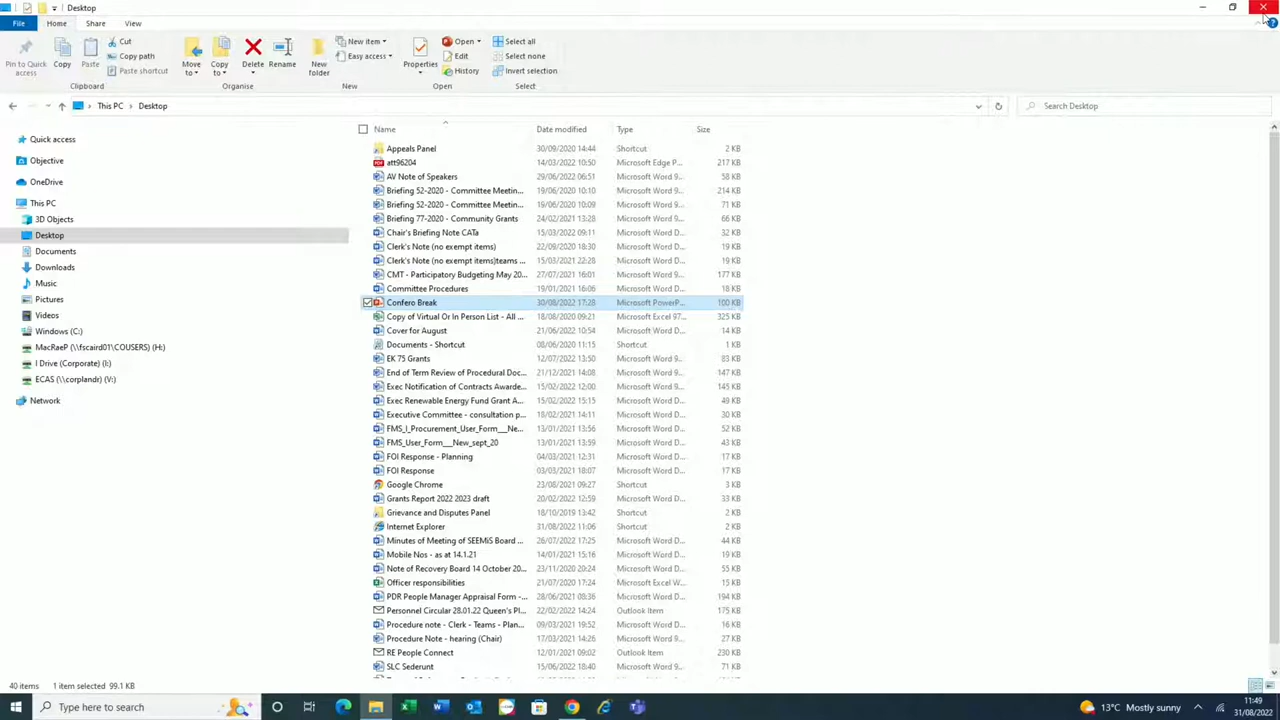 Desktop
File Home Share View
Pin to Quick access
Copy
Paste
Cut
Copy path
Paste shortcut
Clipboard
Move to
Copy to
Delete
Rename
Organise
New folder
New item
Easy access
New
Properties
Open
Edit
History
Open
Select all
Select none
Invert selection
Select
This PC > Desktop
Search Desktop
Quick access
Objective
OneDrive
This PC
3D Objects
Desktop
Documents
Downloads
Music
Pictures
Videos
Windows (C:)
MacRaeP (\\fscaird01\COUSERS) (H:)
I Drive (Corporate) (I:)
ECAS (\\corplandr) (V:)
Network
Name Date modified Type Size
Appeals Panel 30/09/2020 14:44 Shortcut 2 KB
att96204 14/03/2022 10:50 Microsoft Edge P... 217 KB
AV Note of Speakers 29/06/2022 06:51 Microsoft Word 9... 58 KB
Briefing 52-2020 - Committee Meetin... 19/06/2020 10:10 Microsoft Word 9... 214 KB
Briefing 52-2020 - Committee Meetin... 19/06/2020 10:09 Microsoft Word 9... 71 KB
Briefing 77-2020 - Community Grants 24/02/2021 13:28 Microsoft Word 9... 66 KB
Chair's Briefing Note CATa 15/03/2022 09:11 Microsoft Word D... 32 KB
Clerk's Note (no exempt items) 22/09/2020 18:30 Microsoft Word D... 19 KB
Clerk's Note (no exempt items)teams ... 15/03/2021 22:28 Microsoft Word D... 19 KB
CMT - Participatory Budgeting May 20... 27/07/2021 16:01 Microsoft Word 9... 177 KB
Committee Procedures 19/01/2021 16:06 Microsoft Word D... 19 KB
Confero Break 30/08/2022 17:28 Microsoft PowerP... 100 KB
Copy of Virtual Or In Person List - All ... 18/08/2020 09:21 Microsoft Excel 97... 325 KB
Cover for August 21/06/2022 10:54 Microsoft Word D... 14 KB
Documents - Shortcut 08/06/2020 11:15 Shortcut 1 KB
EK 75 Grants 12/07/2022 13:50 Microsoft Word 9... 83 KB
End of Term Review of Procedural Doc... 21/12/2021 14:08 Microsoft Word D... 147 KB
Exec Notification of Contracts Awarde... 15/02/2022 12:00 Microsoft Word 9... 145 KB
Exec Renewable Energy Fund Grant A... 15/02/2022 15:15 Microsoft Word D... 49 KB
Executive Committee - consultation p... 18/02/2021 14:11 Microsoft Word D... 30 KB
FMS_I_Procurement_User_Form__Ne... 13/01/2021 13:56 Microsoft Word D... 52 KB
FMS_User_Form__New_sept_20 13/01/2021 13:59 Microsoft Word D... 43 KB
FOI Response - Planning 04/03/2021 12:31 Microsoft Word D... 17 KB
FOI Response 03/03/2021 18:07 Microsoft Word D... 17 KB
Google Chrome 23/08/2021 09:27 Shortcut 3 KB
Grants Report 2022 2023 draft 20/02/2022 12:59 Microsoft Word D... 30 KB
Grievance and Disputes Panel 18/10/2019 13:42 Shortcut 2 KB
Internet Explorer 31/08/2022 11:06 Shortcut 2 KB
Minutes of Meeting of SEEMiS Board ... 26/07/2022 17:25 Microsoft Word D... 44 KB
Mobile Nos - as at 14.1.21 14/01/2021 15:16 Microsoft Word D... 19 KB
Note of Recovery Board 14 October 20... 23/11/2020 20:24 Microsoft Word D... 55 KB
Officer responsibilities 21/07/2020 17:24 Microsoft Excel W... 15 KB
PDR People Manager Appraisal Form -... 28/06/2021 08:36 Microsoft Word D... 194 KB
Personnel Circular 28.01.22 Queen's Pl... 22/02/2022 14:24 Outlook Item 175 KB
Procedure note - Clerk - Teams - Plan... 09/03/2021 19:52 Microsoft Word D... 16 KB
Procedure Note - hearing (Chair) 17/03/2021 14:26 Microsoft Word 9... 27 KB
RE People Connect 12/01/2021 09:02 Outlook Item 230 KB
SLC Sederunt 15/06/2022 18:40 Microsoft Word 9... 71 KB
40 items 1 item selected 99.1 KB
Type here to search
13°C Mostly sunny
11:49
31/08/2022